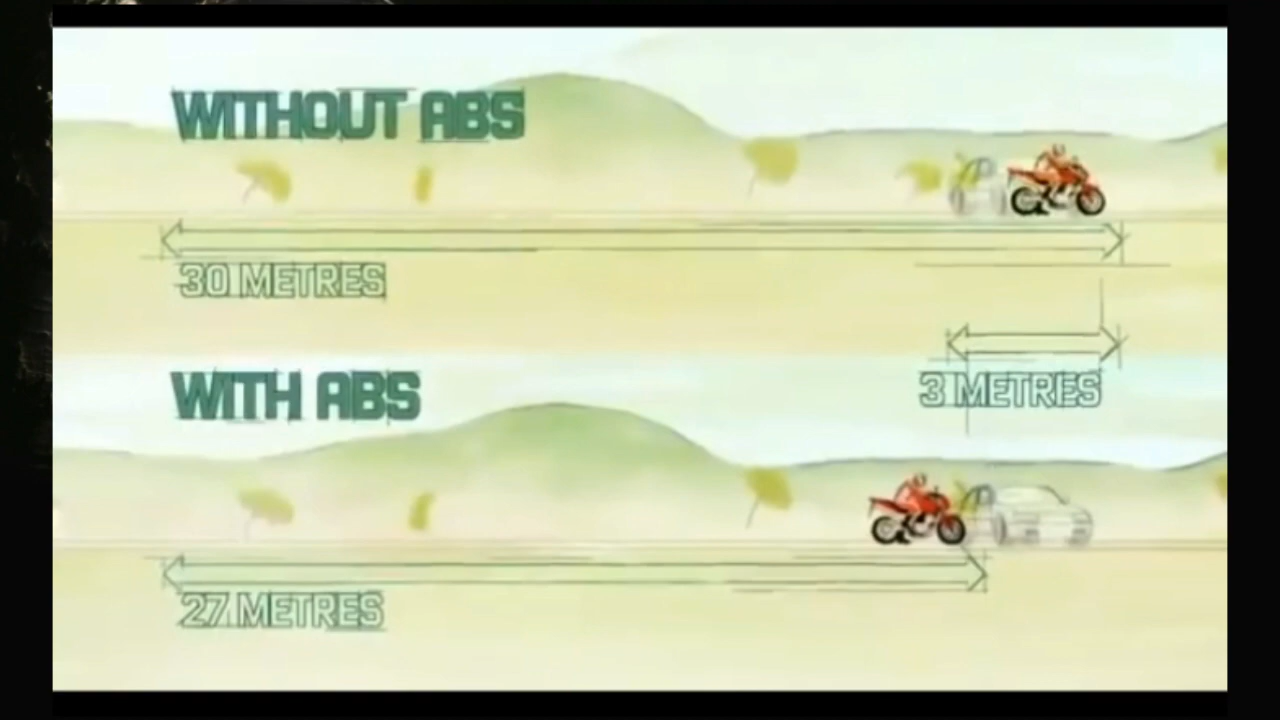 WITHOUT ABS
30 METRES
3 METRES
WITH ABS
27 METRES